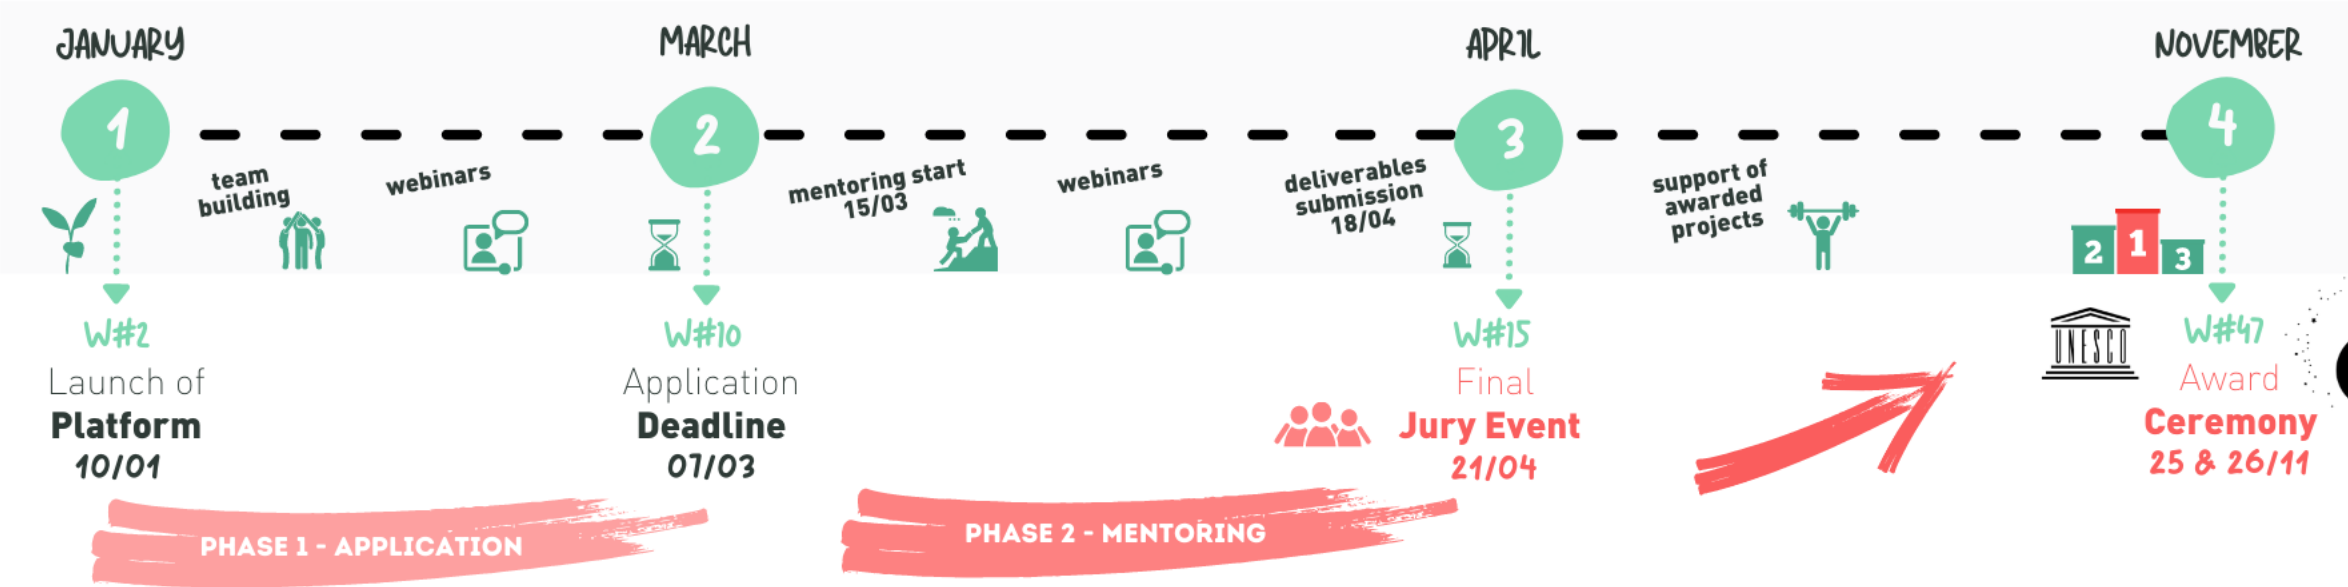 JANUARY
MARCH
APRIL
NOVEMBER
1
2
3
4
team
building
webinars
mentoring start
15/03
webinars
deliverables
submission
18/04
support of
awarded
projects
2
1
3
UNESCO
W#2
Launch of
Platform
10/01
W#10
Application
Deadline
07/03
W#15
Final
Jury Event
21/04
W#47
Award
Ceremony
25 & 26/11
PHASE 1 - APPLICATION
PHASE 2 - MENTORING